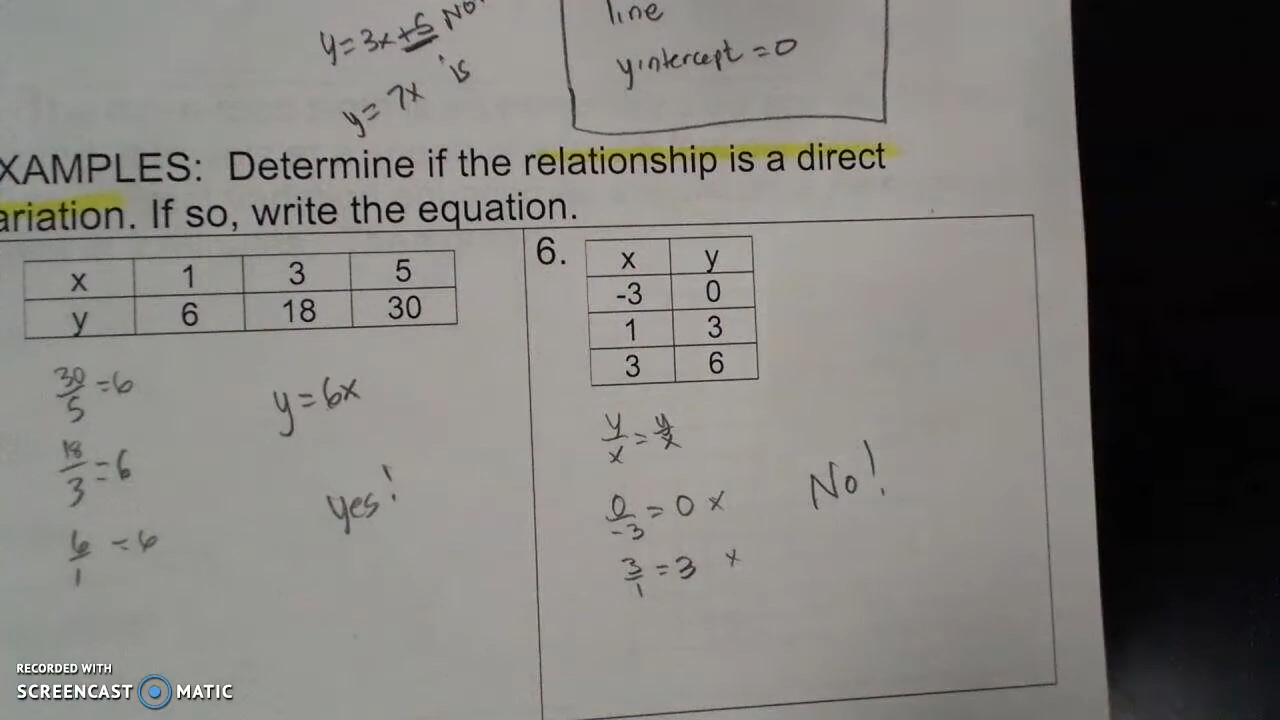 y=3x+5 No!
y=7x is
line
y intercept = 0
XAMPLES: Determine if the relationship is a direct
ariation. If so, write the equation.
x 1 3 5
y 6 18 30
30/5 = 6
18/3 = 6
6/1 = 6
y=6x
yes!
6.
x y
-3 0
1 3
3 6
y/x = y/x
0/-3 = 0 x
3/1 = 3 x
No!
RECORDED WITH
SCREENCAST MATIC